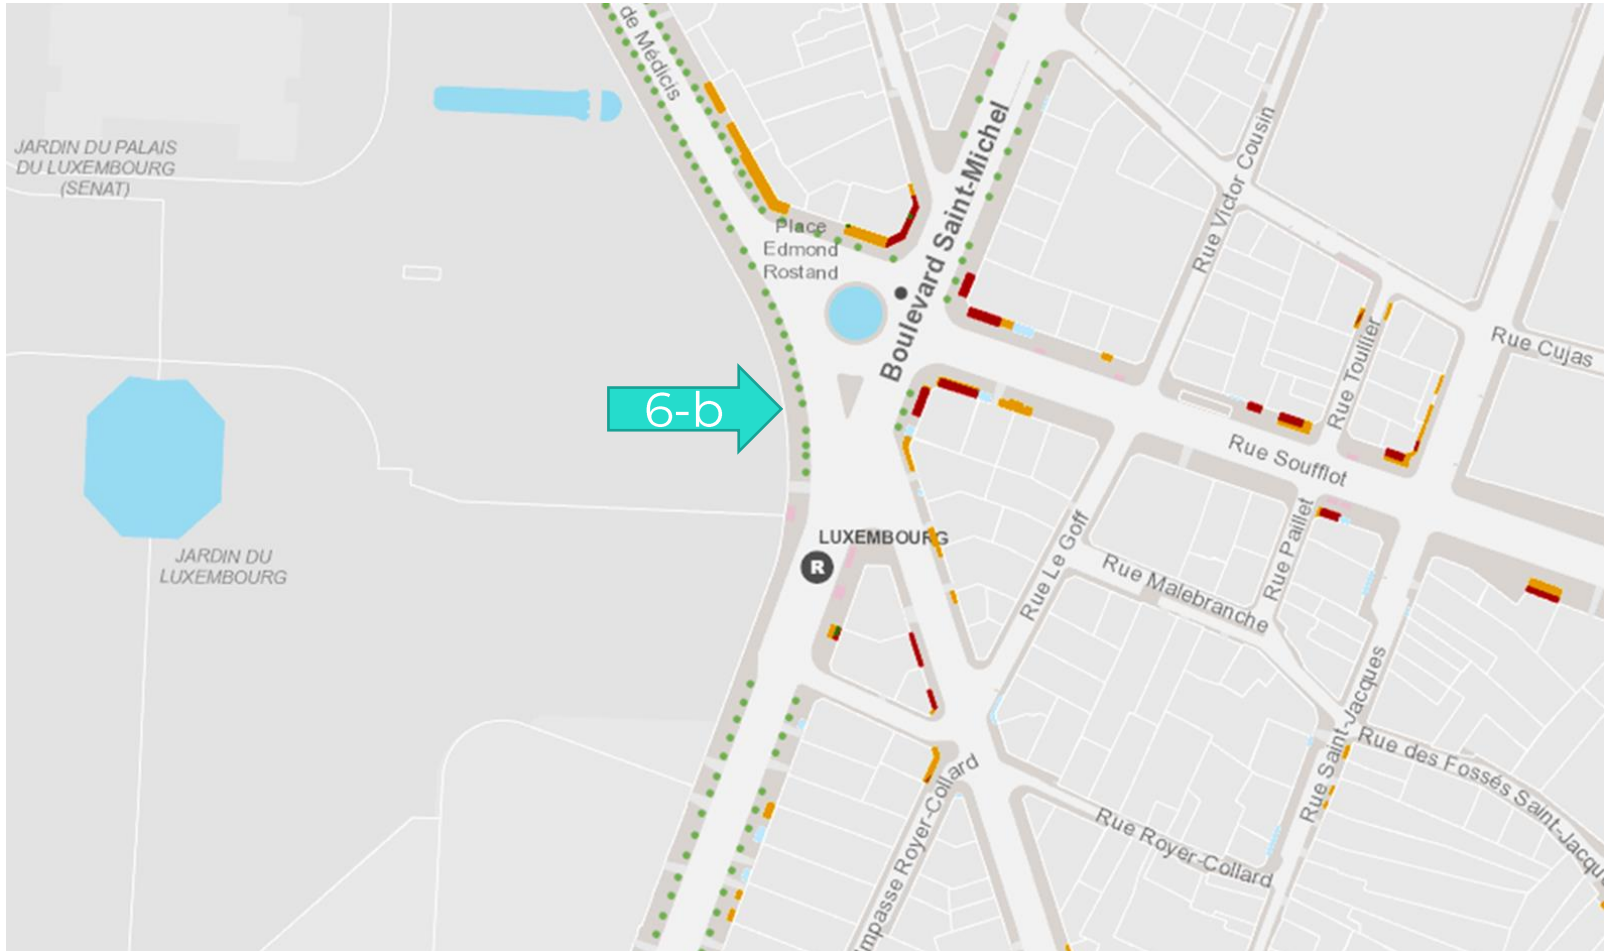 de Médicis
JARDIN DU PALAIS
DU LUXEMBOURG
(SENAT)
Place
Edmond
Rostand
Boulevard Saint-Michel
Rue Victor Cousin
Rue Cujas
Rue Toullier
6-b
Rue Soufflot
LUXEMBOURG
R
JARDIN DU
LUXEMBOURG
Rue Le Goff
Rue Paillet
Rue Malebranche
Rue Saint-Jacques
Rue des Fossés Saint-Jacqu
Rue Royer-Collard
mpasse Royer-Collard